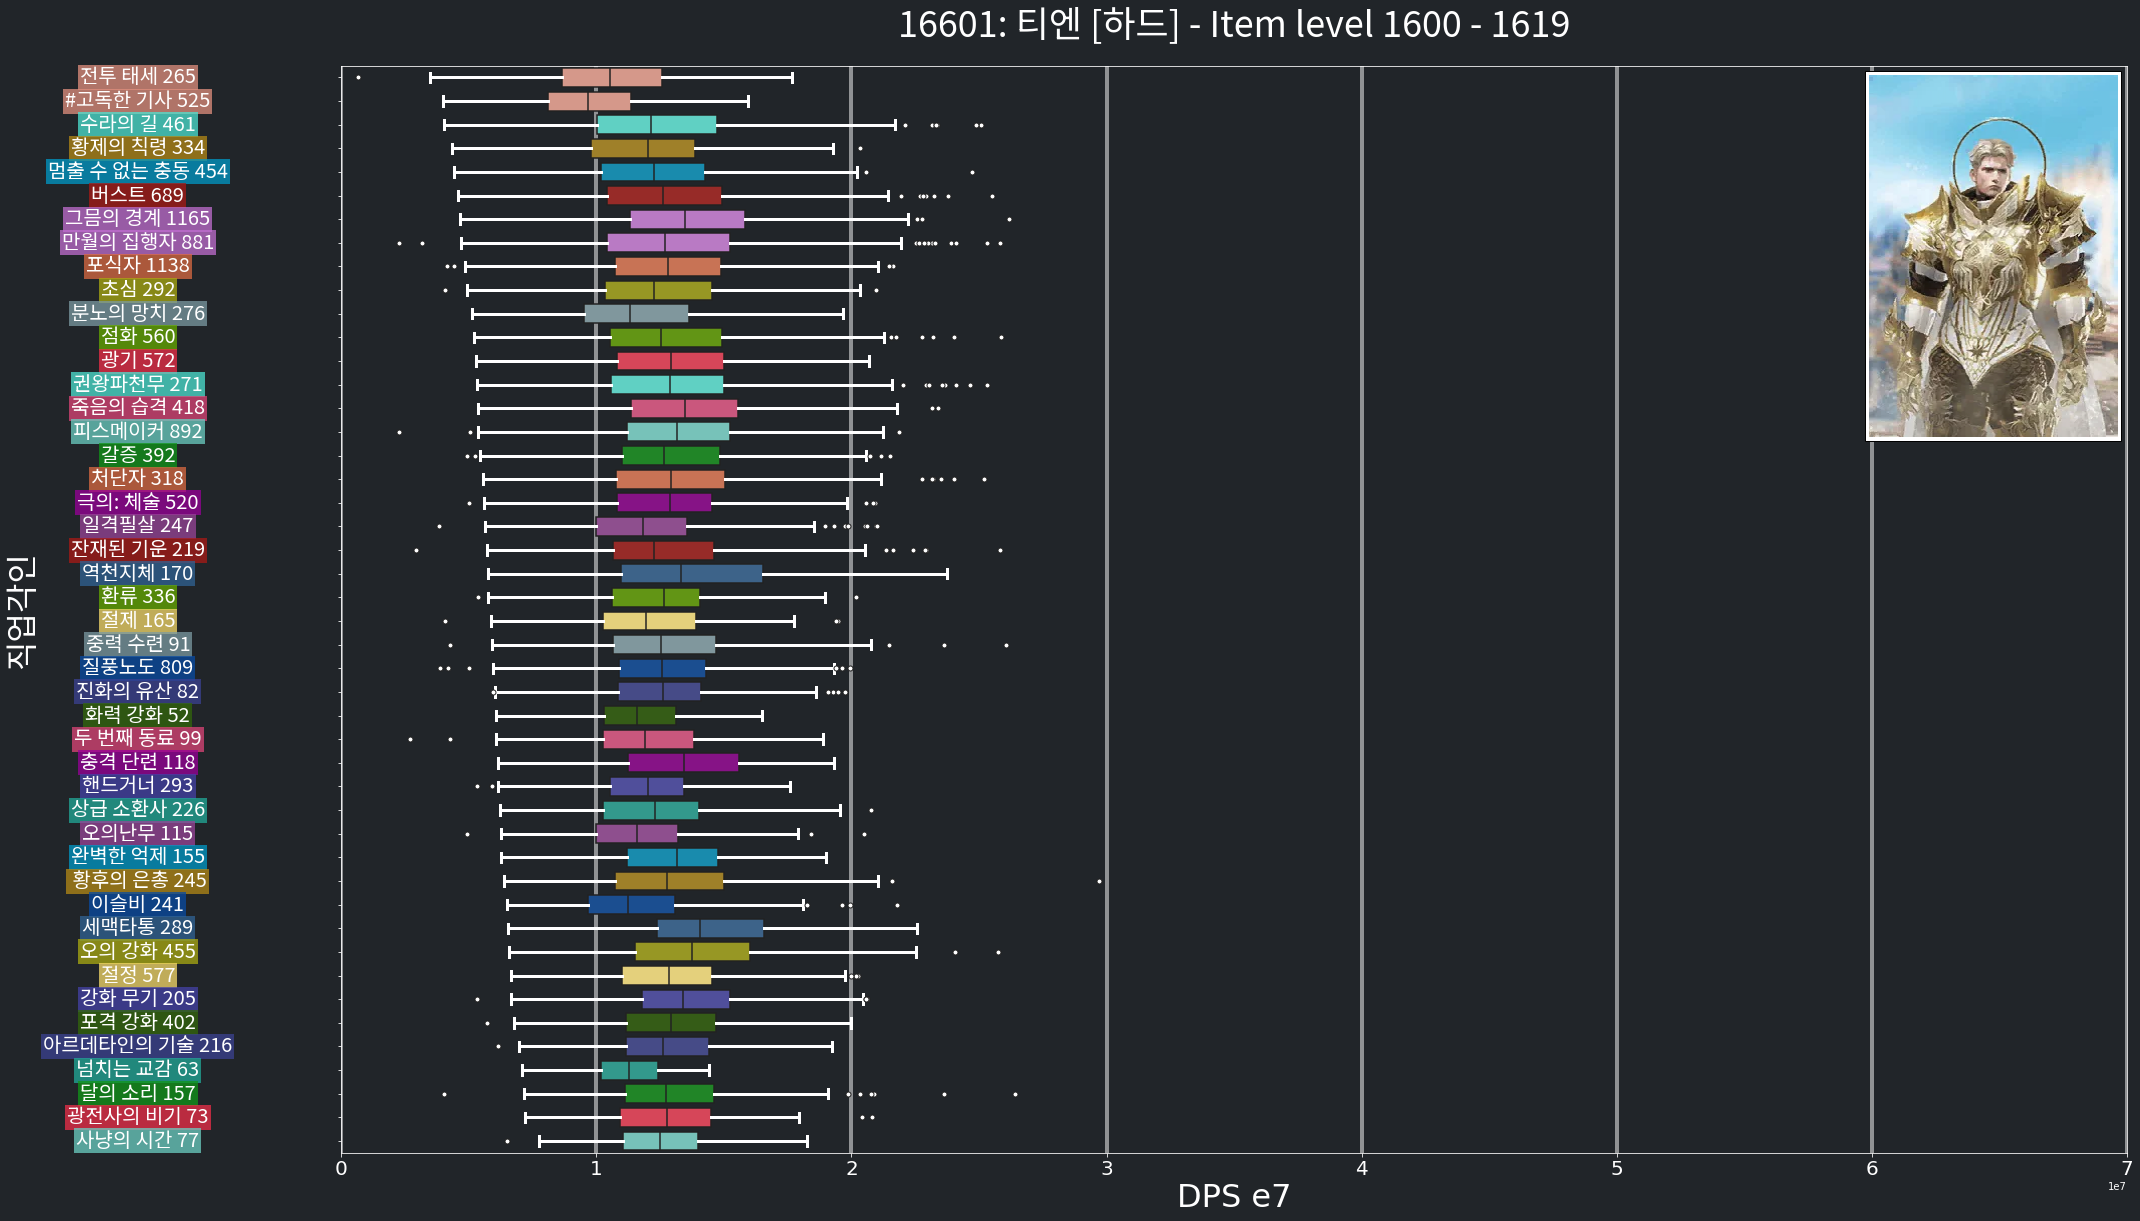 16601: 티엔 [하드] - Item level 1600 - 1619
직업각인
전투 태세 265
#고독한 기사 525
수라의 길 461
황제의 칙령 334
멈출 수 없는 충동 454
버스트 689
그믐의 경계 1165
만월의 집행자 881
포식자 1138
초심 292
분노의 망치 276
점화 560
광기 572
권왕파천무 271
죽음의 습격 418
피스메이커 892
갈증 392
처단자 318
극의: 체술 520
일격필살 247
잔재된 기운 219
역천지체 170
환류 336
절제 165
중력 수련 91
질풍노도 809
진화의 유산 82
화력 강화 52
두 번째 동료 99
충격 단련 118
핸드거너 293
상급 소환사 226
오의난무 115
완벽한 억제 155
황후의 은총 245
이슬비 241
세맥타통 289
오의 강화 455
절정 577
강화 무기 205
포격 강화 402
아르데타인의 기술 216
넘치는 교감 63
달의 소리 157
광전사의 비기 73
사냥의 시간 77
0 1 2 3 4 5 6 7
1e7
DPS e7